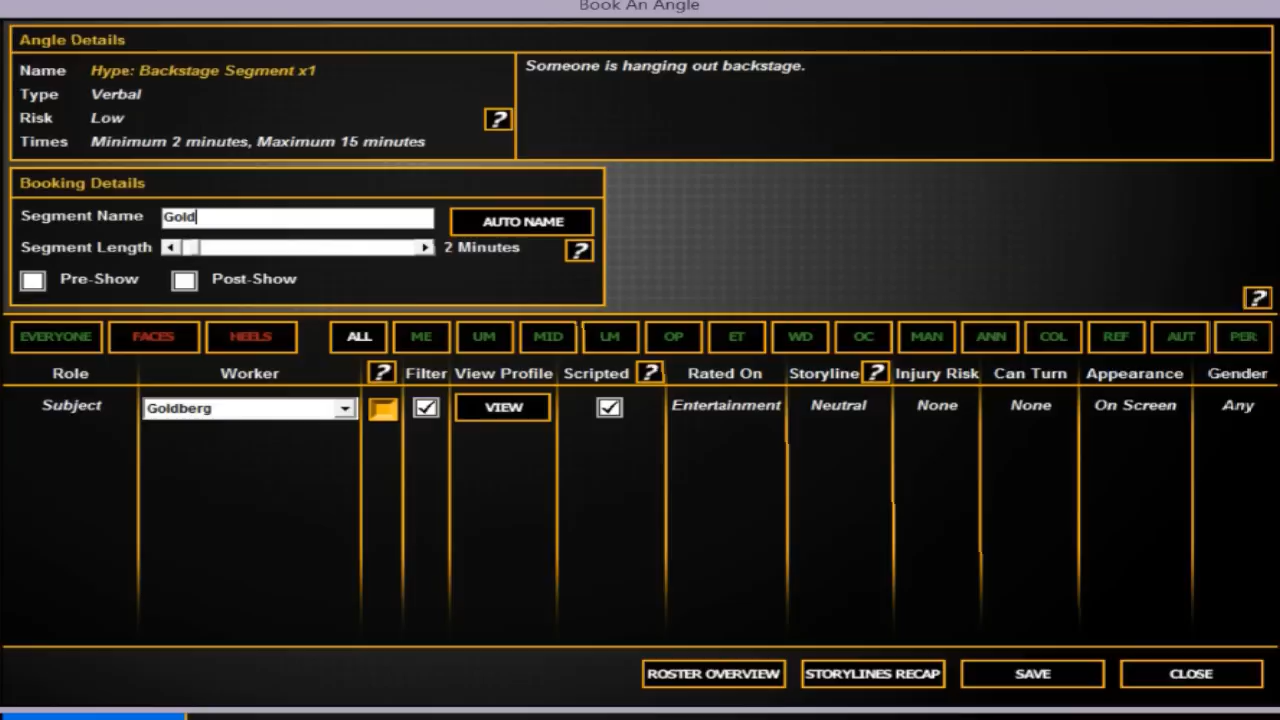 Book An Angle
Angle Details
Name Hype: Backstage Segment x1
Type Verbal
Risk Low
?
Times Minimum 2 minutes, Maximum 15 minutes
Someone is hanging out backstage.
Booking Details
Segment Name Gold AUTO NAME
Segment Length 2 Minutes ?
Pre-Show Post-Show
?
EVERYONE FACES HEELS ALL ME UM MID LM OP ET WD OC MAN ANN COL REF AUT PER
Role Worker ? Filter View Profile Scripted ? Rated On Storyline ? Injury Risk Can Turn Appearance Gender
Subject Goldberg VIEW Entertainment Neutral None None On Screen Any
ROSTER OVERVIEW STORYLINES RECAP SAVE CLOSE